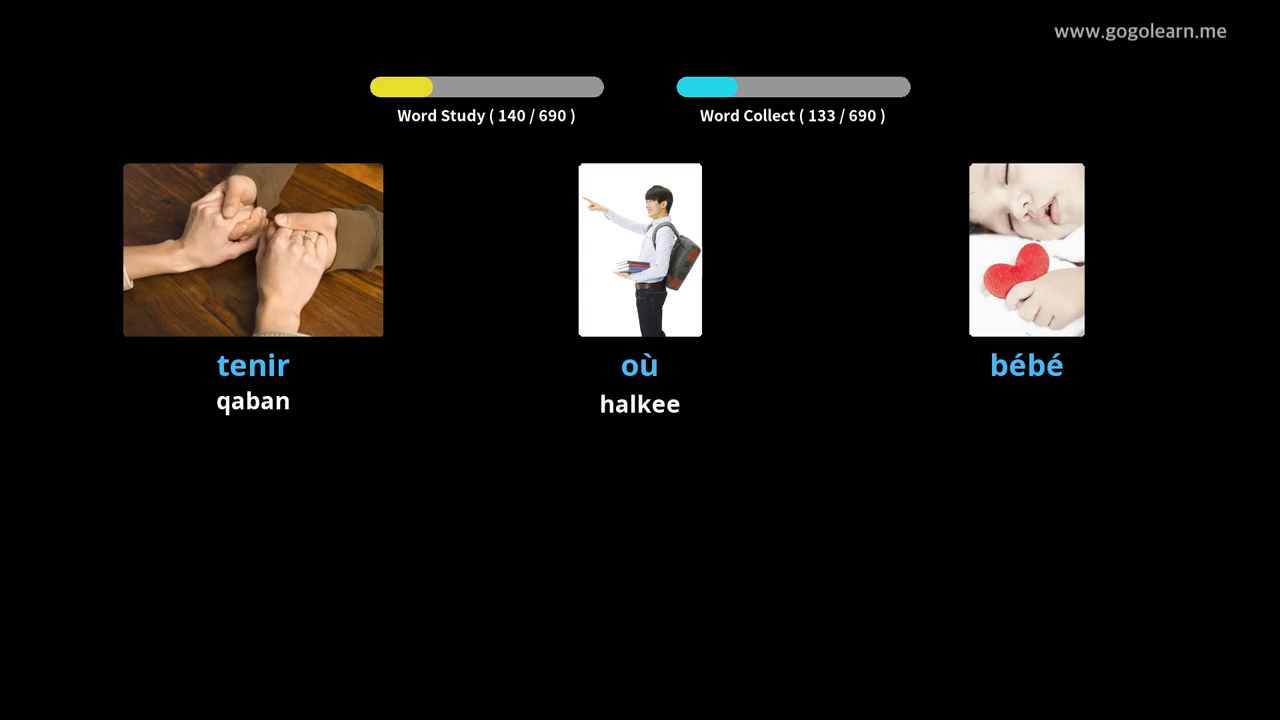 www.gogolearn.me
Word Study ( 140 / 690 )
Word Collect ( 133 / 690 )
tenir
qaban
où
halkee
bébé